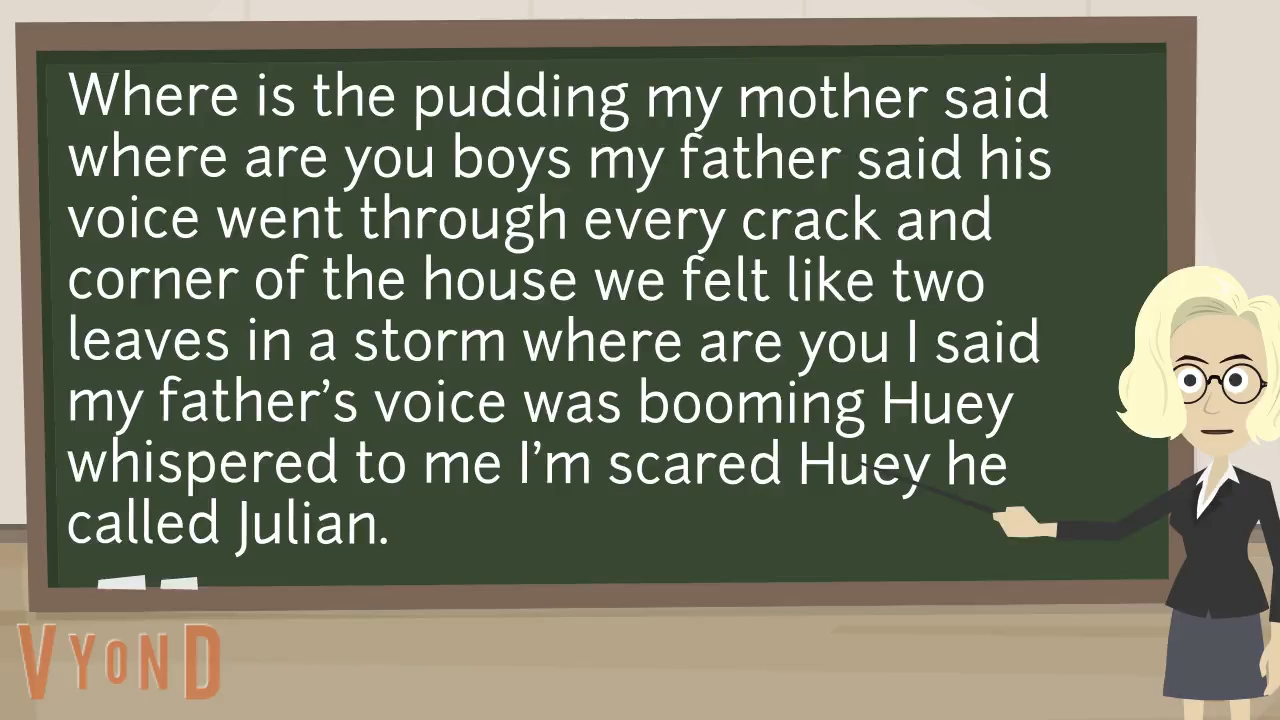 Where is the pudding my mother said
where are you boys my father said his
voice went through every crack and
corner of the house we felt like two
leaves in a storm where are you I said
my father’s voice was booming Huey
whispered to me I’m scared Huey he
called Julian.
VYOND